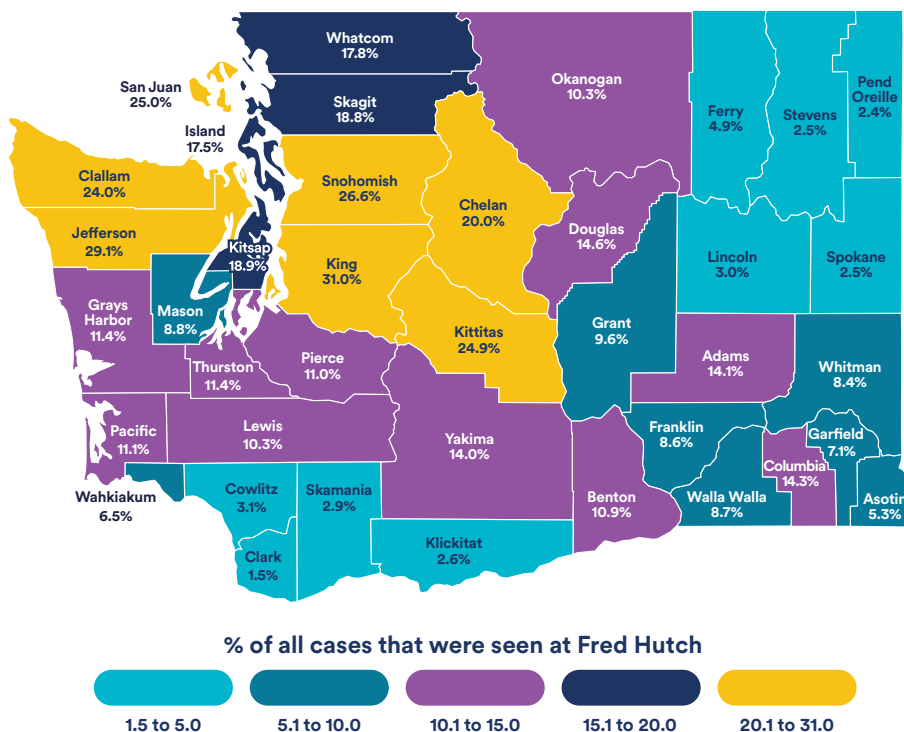 Whatcom
17.8%
San Juan
25.0%
Skagit
18.8%
Island
17.5%
Okanogan
10.3%
Ferry
4.9%
Stevens
2.5%
Pend
Oreille
2.4%
Clallam
24.0%
Snohomish
26.6%
Chelan
20.0%
Jefferson
29.1%
Kitsap
18.9%
King
31.0%
Douglas
14.6%
Lincoln
3.0%
Spokane
2.5%
Grays
Harbor
11.4%
Mason
8.8%
Kittitas
24.9%
Grant
9.6%
Adams
14.1%
Whitman
8.4%
Thurston
11.4%
Pierce
11.0%
Pacific
11.1%
Lewis
10.3%
Yakima
14.0%
Franklin
8.6%
Garfield
7.1%
Columbia
14.3%
Wahkiakum
6.5%
Cowlitz
3.1%
Skamania
2.9%
Benton
10.9%
Walla Walla
8.7%
Asotin
5.3%
Clark
1.5%
Klickitat
2.6%
% of all cases that were seen at Fred Hutch
1.5 to 5.0
5.1 to 10.0
10.1 to 15.0
15.1 to 20.0
20.1 to 31.0